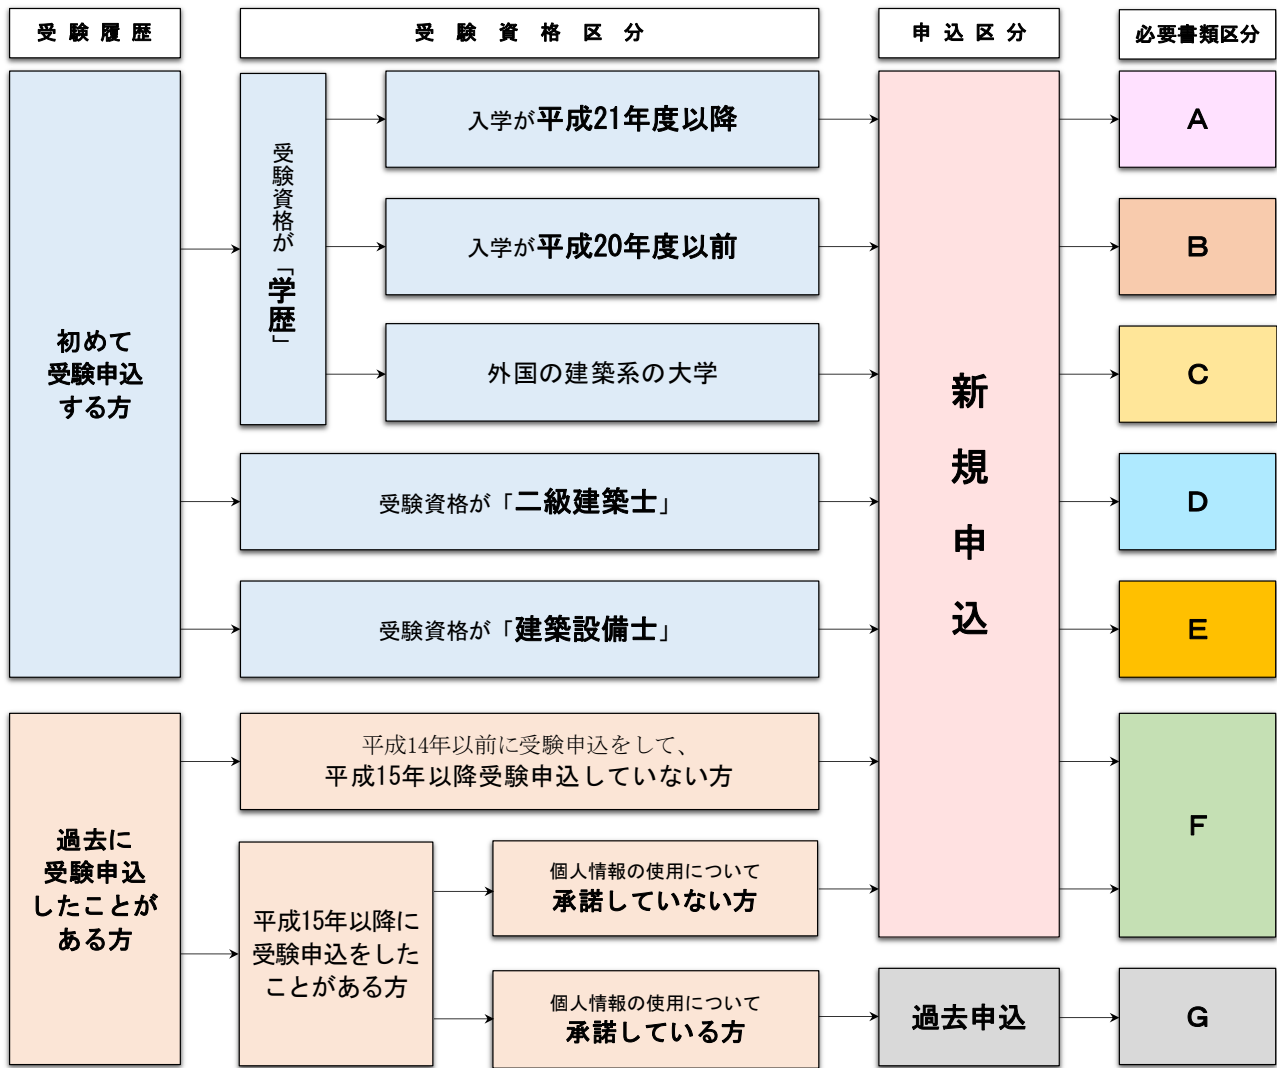 受験履歴
受験資格区分
申込区分
必要書類区分
初めて
受験申込
する方
受験資格が「学歴」
入学が平成21年度以降
入学が平成20年度以前
外国の建築系の大学
受験資格が「二級建築士」
受験資格が「建築設備士」
新規申込
A
B
C
D
E
過去に
受験申込
したことが
ある方
平成14年以前に受験申込をして、
平成15年以降受験申込していない方
平成15年以降に
受験申込をした
ことがある方
個人情報の使用について
承諾していない方
個人情報の使用について
承諾している方
過去申込
F
G